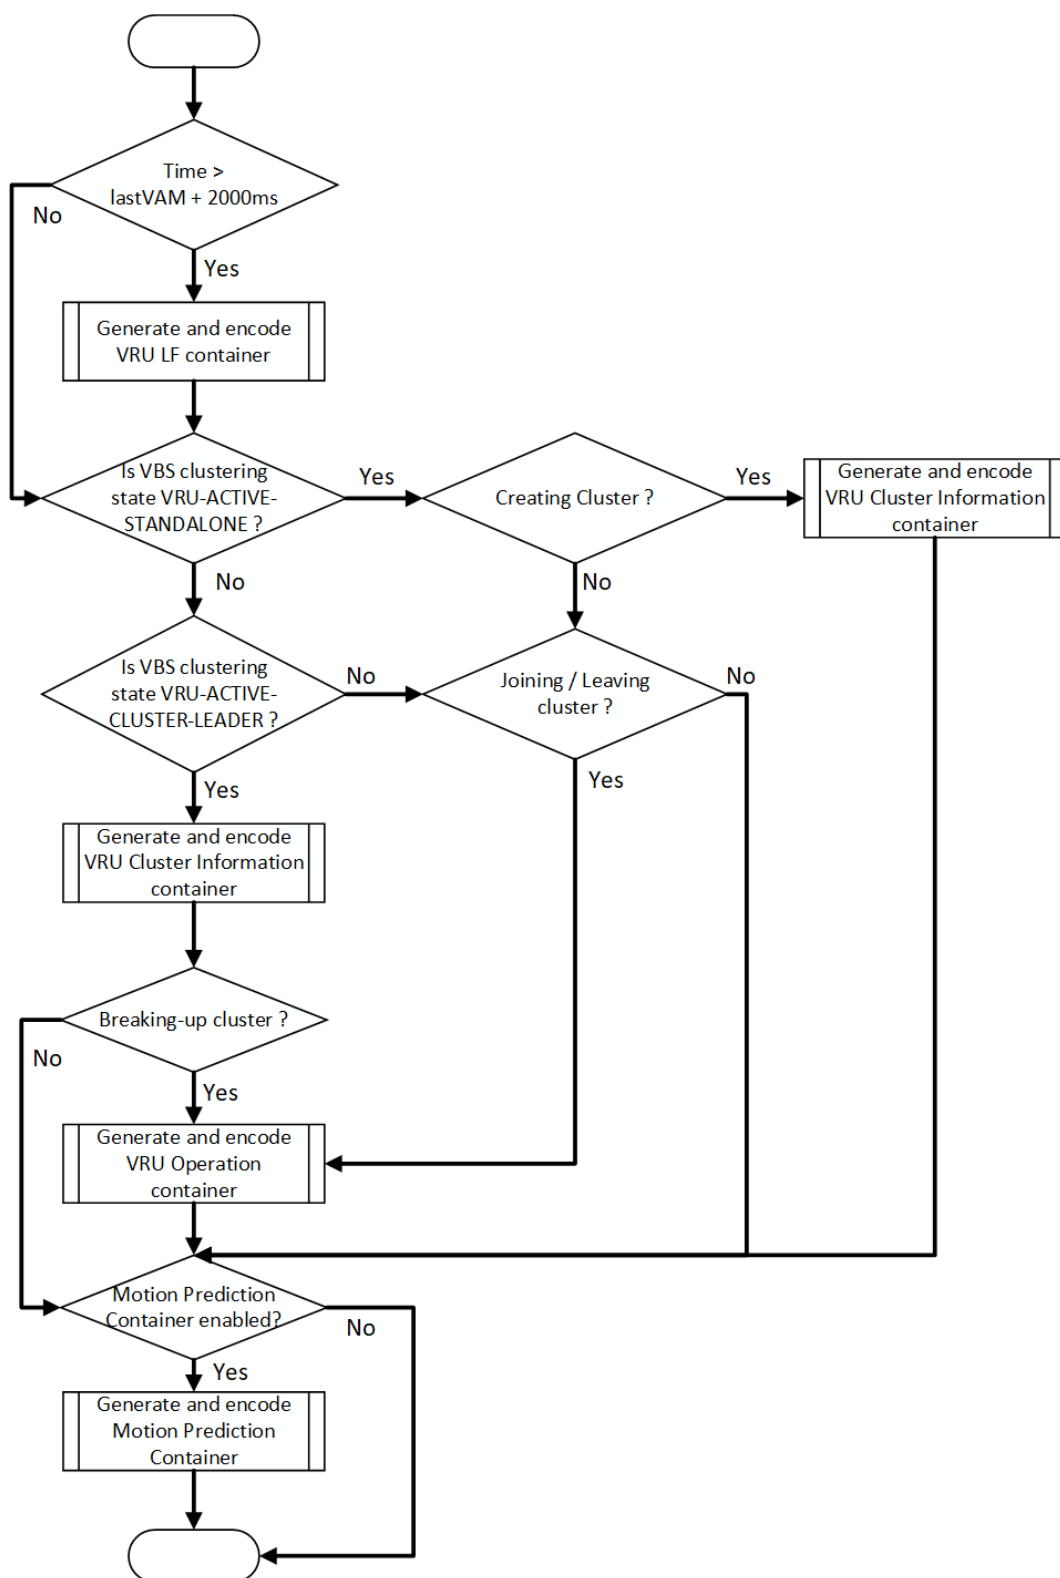 Time >
lastVAM + 2000ms
No
Yes
Generate and encode
VRU LF container
Is VBS clustering
state VRU-ACTIVE-
STANDALONE ?
Yes
Creating Cluster ?
Yes
Generate and encode
VRU Cluster Information
container
No
No
Is VBS clustering
state VRU-ACTIVE-
CLUSTER-LEADER ?
No
Joining / Leaving
cluster ?
No
Yes
Yes
Generate and encode
VRU Cluster Information
container
Breaking-up cluster ?
No
Yes
Generate and encode
VRU Operation
container
Motion Prediction
Container enabled?
No
Yes
Generate and encode
Motion Prediction
Container